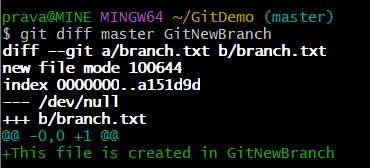 prava@MINE MINGW64 ~/GitDemo (master)
$ git diff master GitNewBranch
diff --git a/branch.txt b/branch.txt
new file mode 100644
index 0000000..a151d9d
--- /dev/null
+++ b/branch.txt
@@ -0,0 +1 @@
+This file is created in GitNewBranch